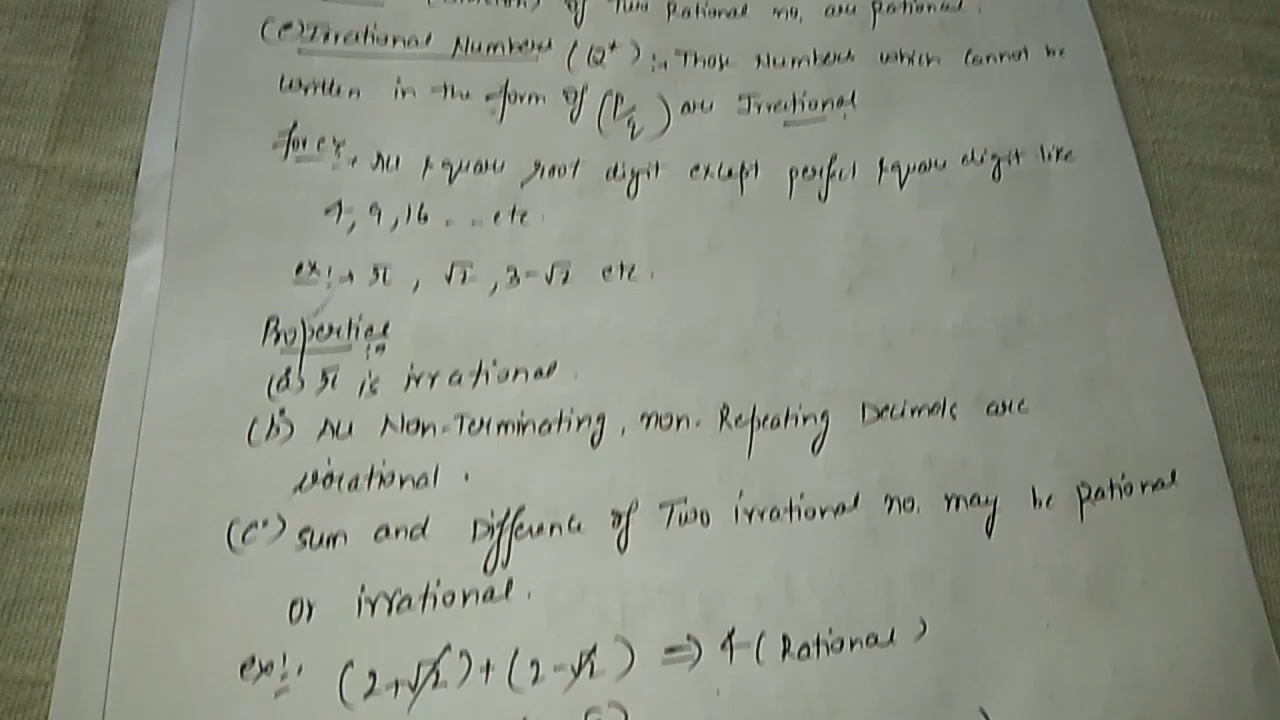 of Two Rational no. are rational.
(e) Irrational Numbers (Q*) :→ Those Numbers which cannot be
written in the form of (P/q) are Irrational
for ex:→ All square root digit except perfect square digit like
4, 9, 16 - - etc.
ex:→ π, √2, 3-√2 etc.
Properties :→
(a) π is irrational.
(b) All Non-Terminating, non-Repeating Decimals are
irrational.
(c) sum and Difference of Two irrational no. may be rational
or irrational.
ex:- (2+√2)+(2-√2) ⇒ 4 (Rational)